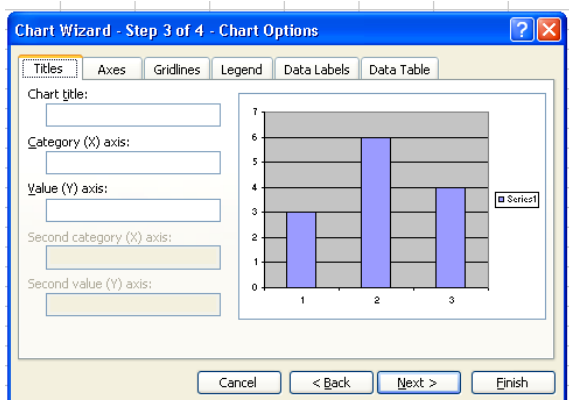 Chart Wizard - Step 3 of 4 - Chart Options
Titles Axes Gridlines Legend Data Labels Data Table
Chart title:
Category (X) axis:
Value (Y) axis:
Second category (X) axis:
Second value (Y) axis:
7
6
5
4
3
2
1
0
1 2 3
Series1
Cancel < Back Next > Finish